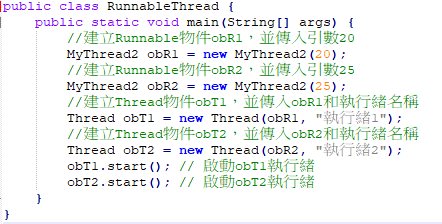 public class RunnableThread {
public static void main(String[] args) {
//建立Runnable物件obR1，並傳入引數20
MyThread2 obR1 = new MyThread2(20);
//建立Runnable物件obR2，並傳入引數25
MyThread2 obR2 = new MyThread2(25);
//建立Thread物件obT1，並傳入obR1和執行緒名稱
Thread obT1 = new Thread(obR1, "執行緒1");
//建立Thread物件obT2，並傳入obR2和執行緒名稱
Thread obT2 = new Thread(obR2, "執行緒2");
obT1.start(); // 啟動obT1執行緒
obT2.start(); // 啟動obT2執行緒
}
}